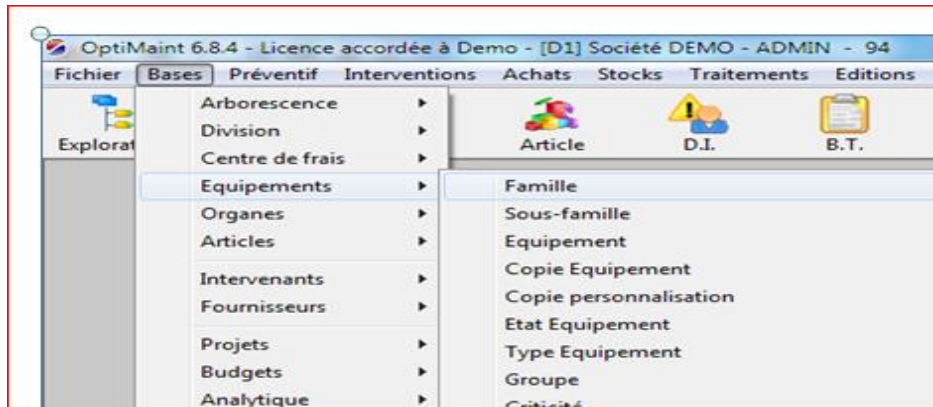 OptiMaint 6.8.4 - Licence accordée à Demo - [D1] Société DEMO - ADMIN - 94
Fichier Bases Préventif Interventions Achats Stocks Traitements Editions
Explorat Article D.I. B.T.
Arborescence
Division
Centre de frais
Equipements
Organes
Articles
Intervenants
Fournisseurs
Projets
Budgets
Analytique
Famille
Sous-famille
Equipement
Copie Equipement
Copie personnalisation
Etat Equipement
Type Equipement
Groupe
Criticité